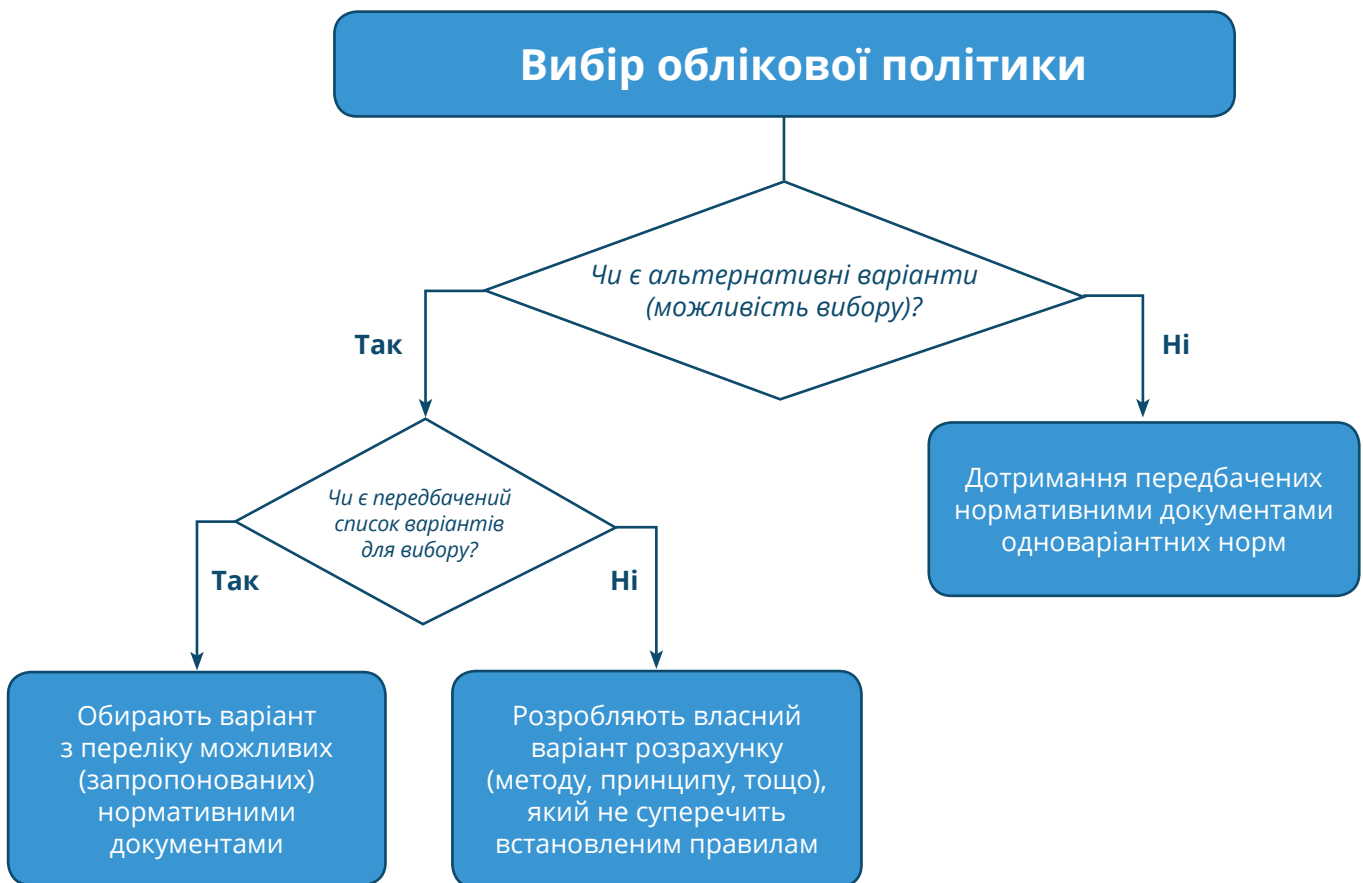 Вибір облікової політики
Чи є альтернативні варіанти
(можливість вибору)?
Так
Ні
Чи є передбачений
список варіантів
для вибору?
Дотримання передбачених
нормативними документами
одноваріантних норм
Так
Ні
Обирають варіант
з переліку можливих
(запропонованих)
нормативними
документами
Розробляють власний
варіант розрахунку
(методу, принципу, тощо),
який не суперечить
встановленим правилам